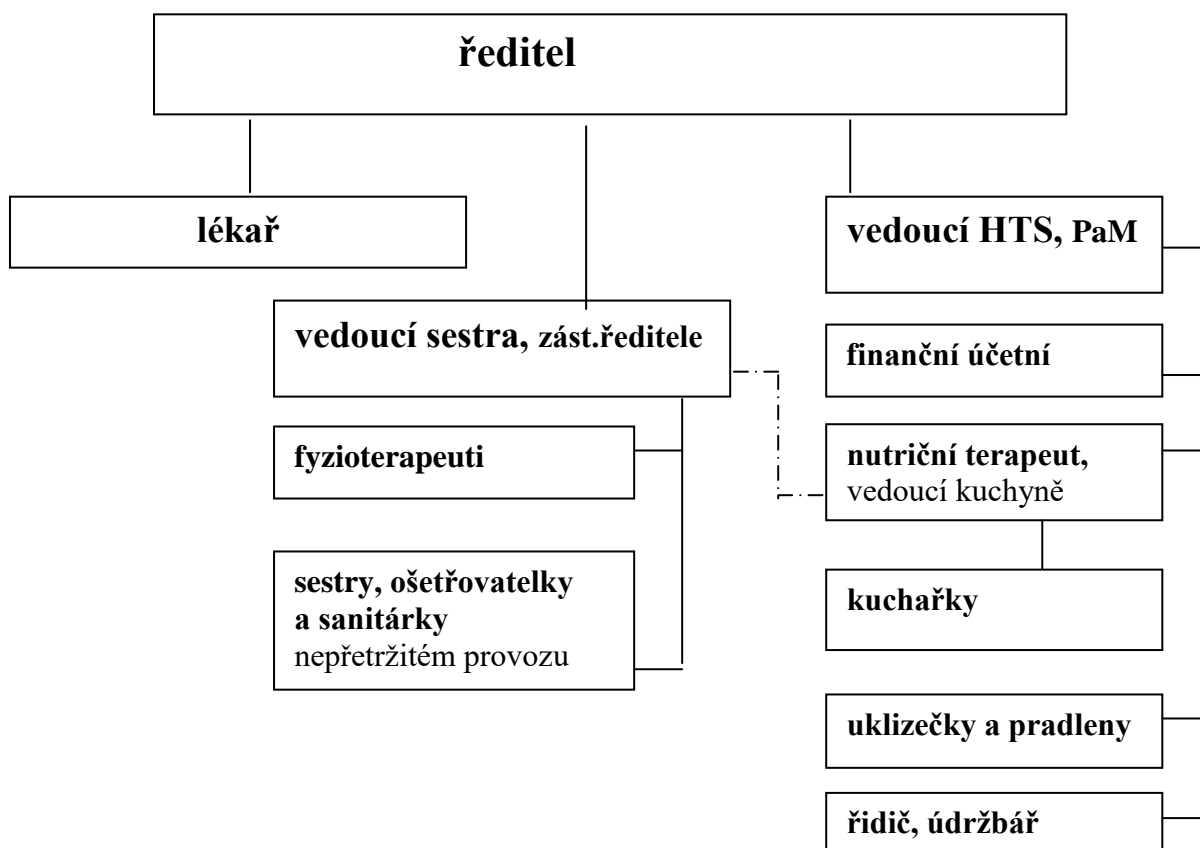 ředitel
lékař
vedoucí HTS, PaM
vedoucí sestra, zást.ředitele
finanční účetní
fyzioterapeuti
nutriční terapeut,
vedoucí kuchyně
sestry, ošetřovatelky
a sanitárky
nepřetržitém provozu
kuchařky
uklizečky a pradleny
řidič, údržbář